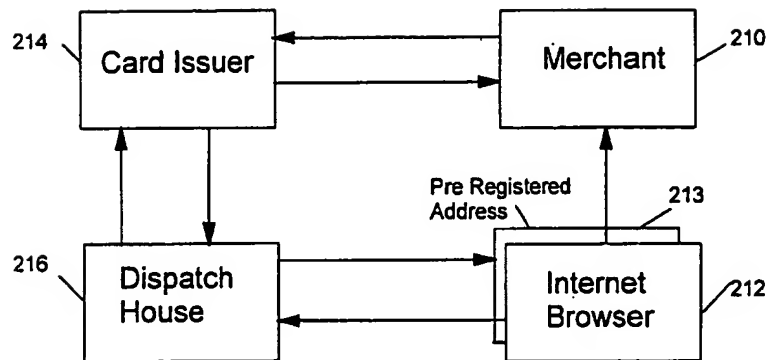 214
Card Issuer
Merchant
210
Pre Registered
Address
213
216
Dispatch
House
Internet
Browser
212